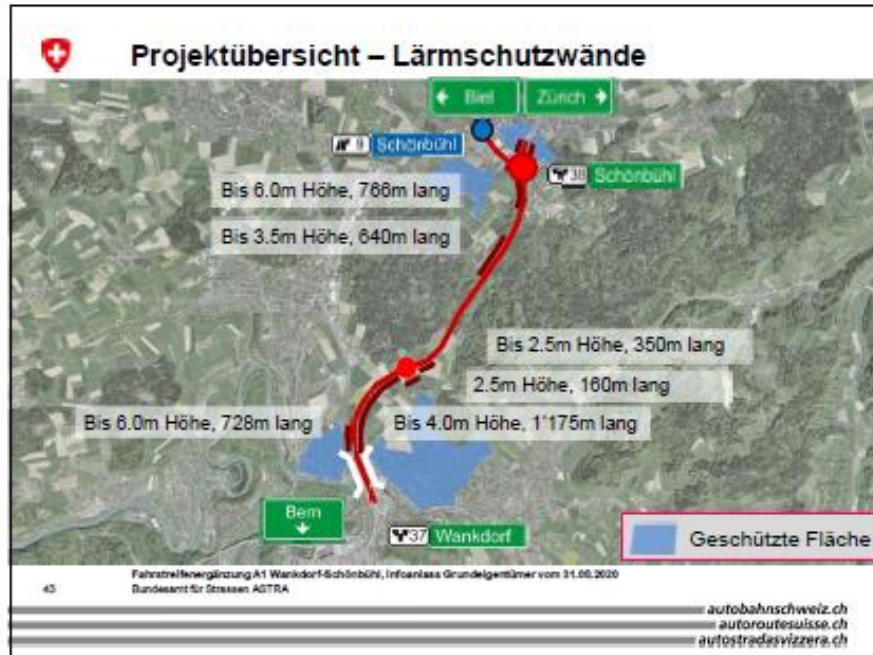 Projektübersicht – Lärmschutzwände
Biel
Zürich
9 Schönbühl
38 Schönbühl
Bis 6.0m Höhe, 766m lang
Bis 3.5m Höhe, 640m lang
Bis 2.5m Höhe, 350m lang
2.5m Höhe, 160m lang
Bis 6.0m Höhe, 728m lang
Bis 4.0m Höhe, 1'175m lang
Bern
37 Wankdorf
Geschützte Fläche
Fahrstreifenergänzung A1 Wankdorf-Schönbühl, Infoanlass Grundeigentümer vom 31.08.2020
43
Bundesamt für Strassen ASTRA
autobahnschweiz.ch
autoroutesuisse.ch
autostradasvizzera.ch